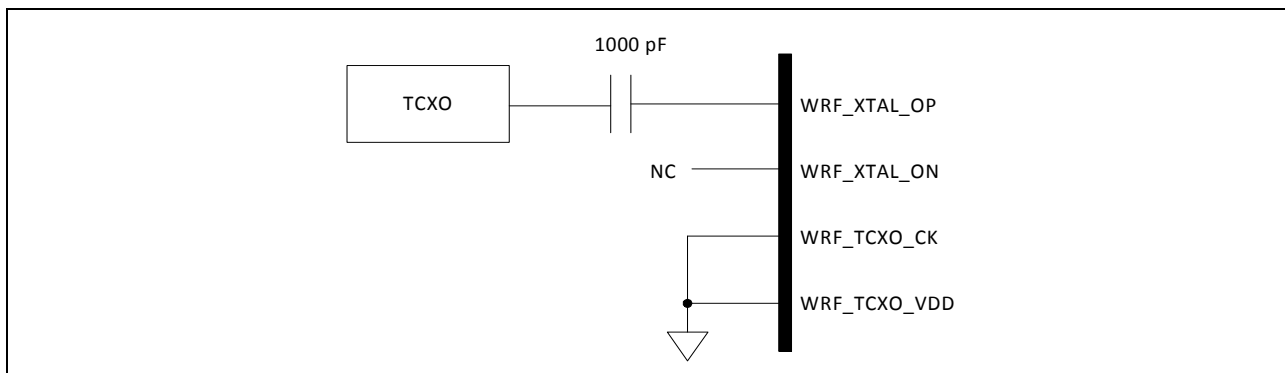 1000 pF
TCXO
WRF_XTAL_OP
NC
WRF_XTAL_ON
WRF_TCXO_CK
WRF_TCXO_VDD